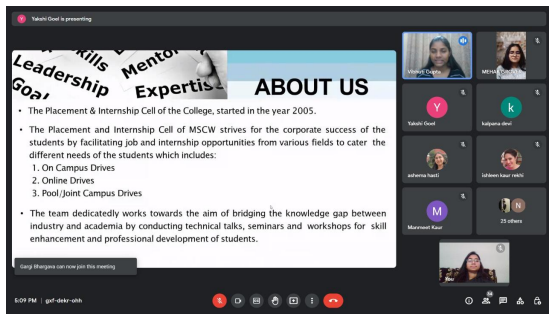 Y Yakshi Goel is presenting
Skills
Leadership
Mentor
Goal
Expertise
ABOUT US
• The Placement & Internship Cell of the College, started in the year 2005.
• The Placement and Internship Cell of MSCW strives for the corporate success of the
students by facilitating job and internship opportunities from various fields to cater the
different needs of the students which includes:
1. On Campus Drives
2. Online Drives
3. Pool/Joint Campus Drives
• The team dedicatedly works towards the aim of bridging the knowledge gap between
industry and academia by conducting technical talks, seminars and workshops for skill
enhancement and professional development of students.
Gargi Bhargava can now join this meeting
5:09 PM | gxf-dekr-ohh
Gupta
Y
Yakshi Goel
k
kalpana devi
ashema hasti
ishleen kaur rekhi
M
Manmeet Kaur
N
25 others
You